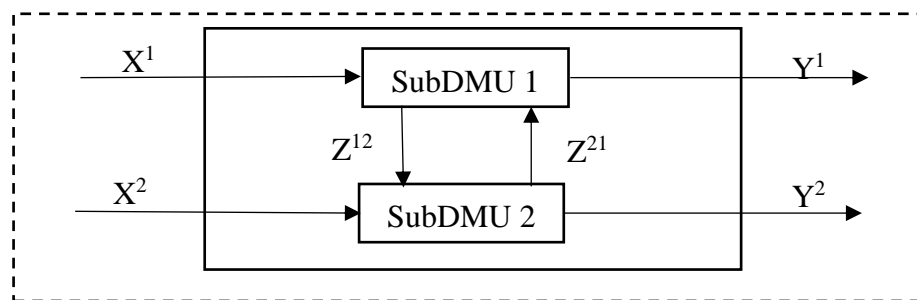 X¹ SubDMU 1 Y¹
Z¹² Z²¹
X² SubDMU 2 Y²